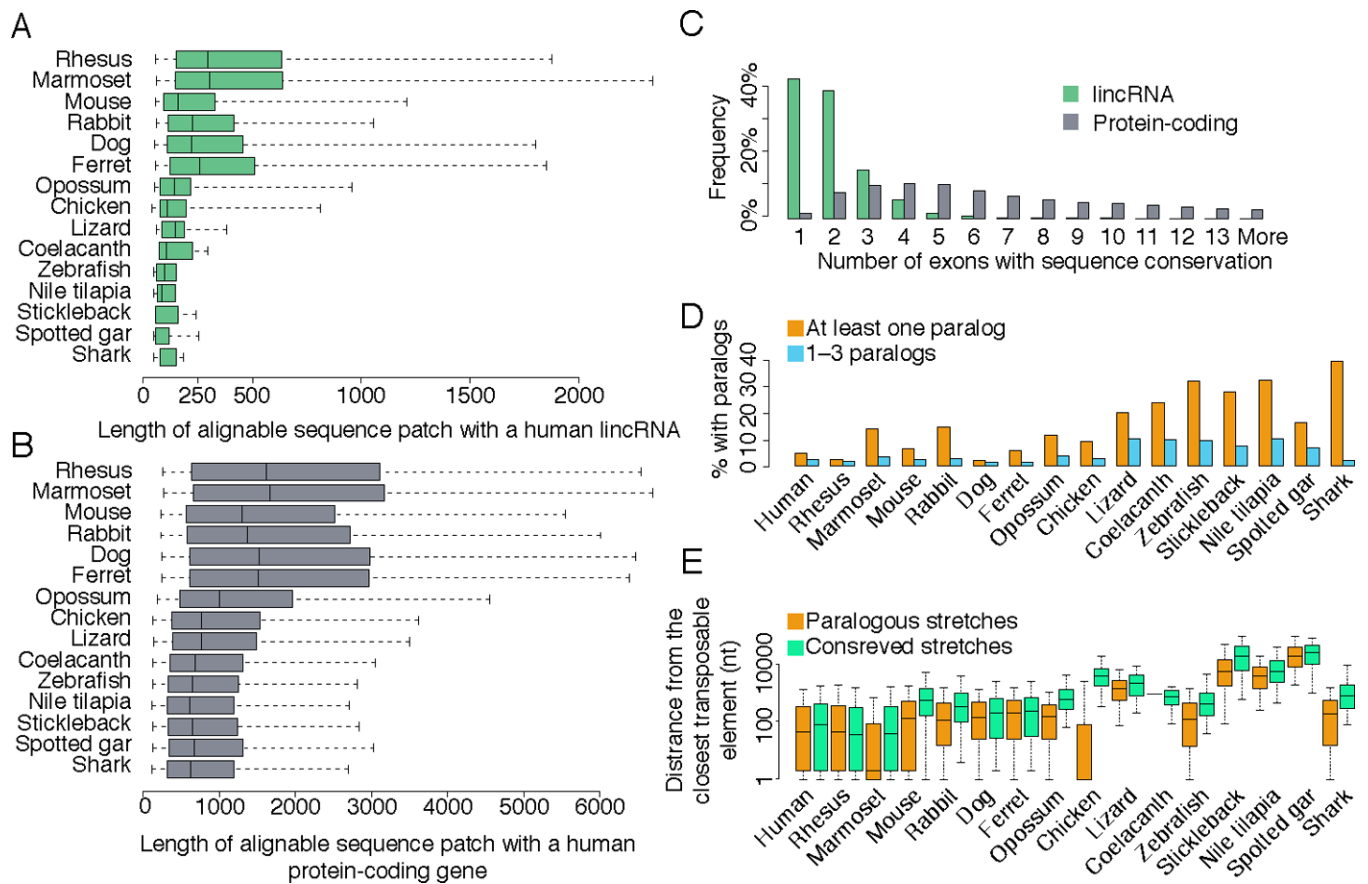 A
Rhesus
Marmoset
Mouse
Rabbit
Dog
Ferret
Opossum
Chicken
Lizard
Coelacanth
Zebrafish
Nile tilapia
Stickleback
Spotted gar
Shark
0 250 500 1000 1500 2000
Length of alignable sequence patch with a human lincRNA
B
Rhesus
Marmoset
Mouse
Rabbit
Dog
Ferret
Opossum
Chicken
Lizard
Coelacanth
Zebrafish
Nile tilapia
Stickleback
Spotted gar
Shark
0 1000 2000 3000 4000 5000 6000
Length of alignable sequence patch with a human
protein-coding gene
C
Frequency
40%
20%
0%
lincRNA
Protein-coding
1 2 3 4 5 6 7 8 9 10 11 12 13 More
Number of exons with sequence conservation
D
% with paralogs
0 10 20 30 40
At least one paralog
1–3 paralogs
Human
Rhesus
Marmosel
Mouse
Rabbit
Dog
Ferret
Opossum
Chicken
Lizard
Coelacanth
Zebrafish
Slickleback
Nile lilapia
Spolled gar
Shark
E
Distrance from the
closest transposable
element (nt)
1 100 10000
Paralogous stretches
Consreved stretches
Human
Rhesus
Marmosel
Mouse
Rabbil
Dog
Ferrel
Opossum
Chicken
Lizard
Coelacanth
Zebrafish
Slickleback
Nile lilapia
Spolled gar
Shark